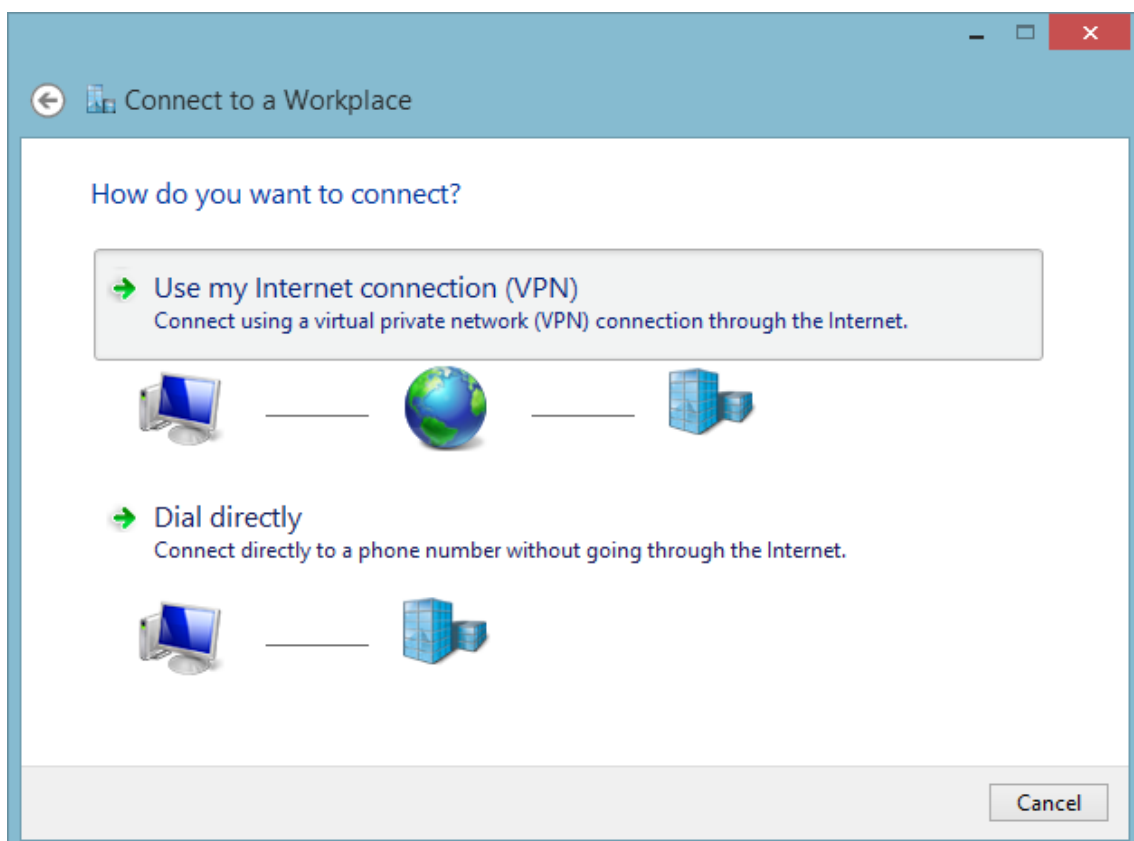 Connect to a Workplace
How do you want to connect?
Use my Internet connection (VPN)
Connect using a virtual private network (VPN) connection through the Internet.
Dial directly
Connect directly to a phone number without going through the Internet.
Cancel